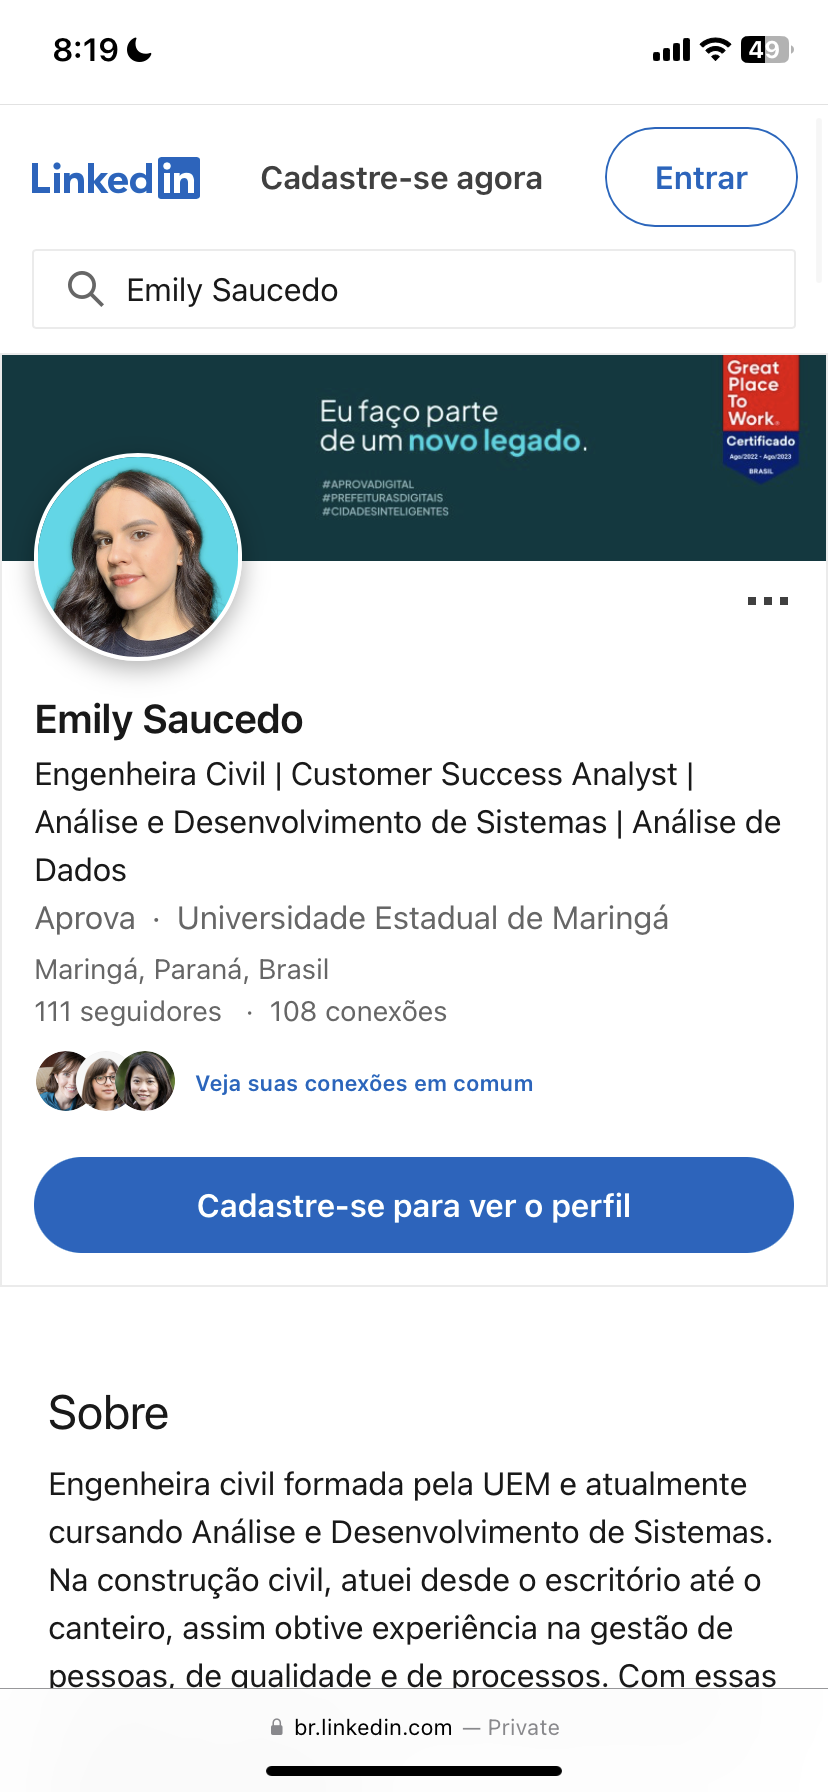 8:19
49
Linkedin
Cadastre-se agora
Entrar
Emily Saucedo
Eu faço parte
de um novo legado.
#APROVADIGITAL
#PREFEITURASDIGITAIS
#CIDADESINTELIGENTES
Great
Place
To
Work.
Certificado
Ago/2022 - Ago/2023
BRASIL
Emily Saucedo
Engenheira Civil | Customer Success Analyst |
Análise e Desenvolvimento de Sistemas | Análise de
Dados
Aprova · Universidade Estadual de Maringá
Maringá, Paraná, Brasil
111 seguidores · 108 conexões
Veja suas conexões em comum
Cadastre-se para ver o perfil
Sobre
Engenheira civil formada pela UEM e atualmente
cursando Análise e Desenvolvimento de Sistemas.
Na construção civil, atuei desde o escritório até o
canteiro, assim obtive experiência na gestão de
pessoas, de qualidade e de processos. Com essas
br.linkedin.com — Private